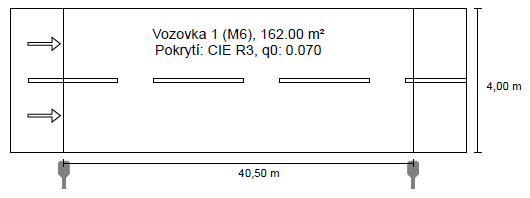 Vozovka 1 (M6), 162.00 m²
Pokrytí: CIE R3, q0: 0.070
4,00 m
40,50 m